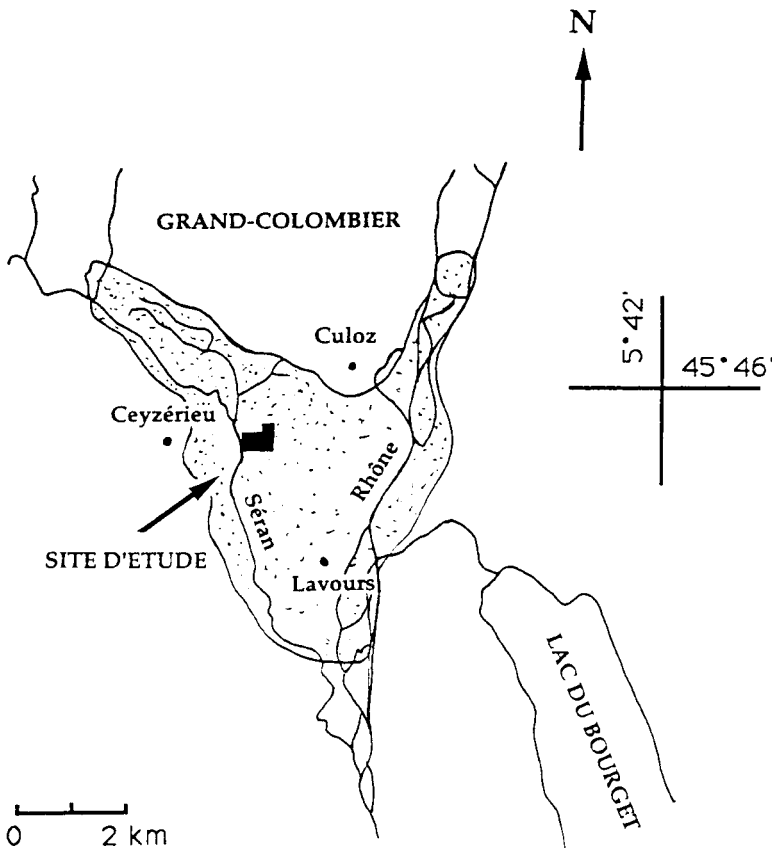 N
GRAND-COLOMBIER
Culoz
5°42'
45°46'
Ceyzérieu
Rhône
Séran
SITE D'ETUDE
Lavours
LAC DU BOURGET
0 2 km